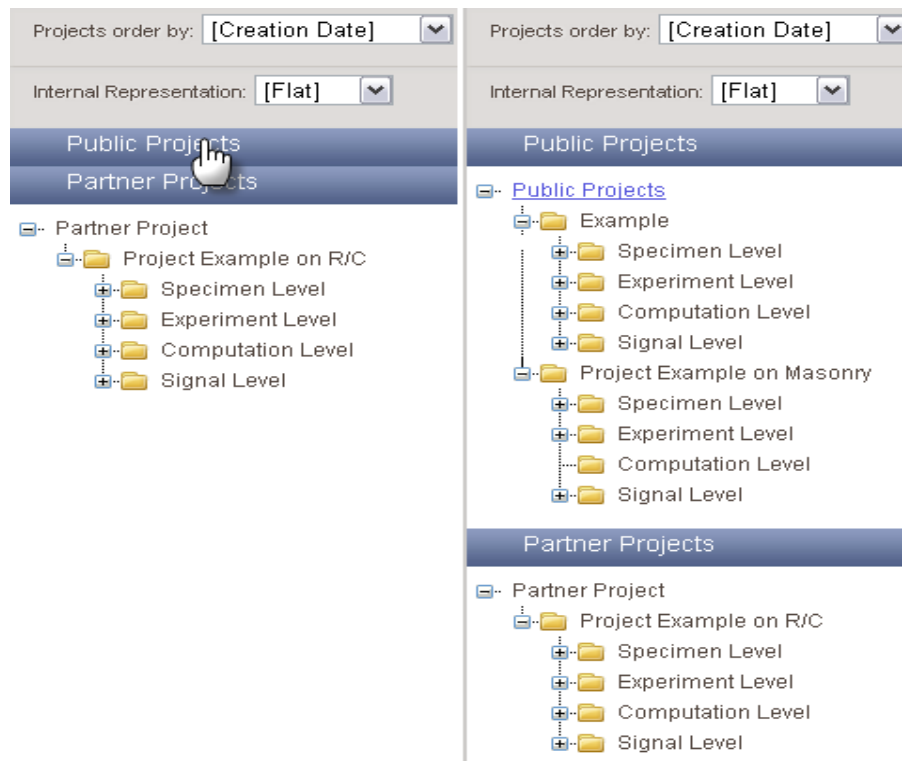 Projects order by: [Creation Date]
Internal Representation: [Flat]
Public Projects
Partner Projects
Partner Project
Project Example on R/C
Specimen Level
Experiment Level
Computation Level
Signal Level
Projects order by: [Creation Date]
Internal Representation: [Flat]
Public Projects
Public Projects
Example
Specimen Level
Experiment Level
Computation Level
Signal Level
Project Example on Masonry
Specimen Level
Experiment Level
Computation Level
Signal Level
Partner Projects
Partner Project
Project Example on R/C
Specimen Level
Experiment Level
Computation Level
Signal Level